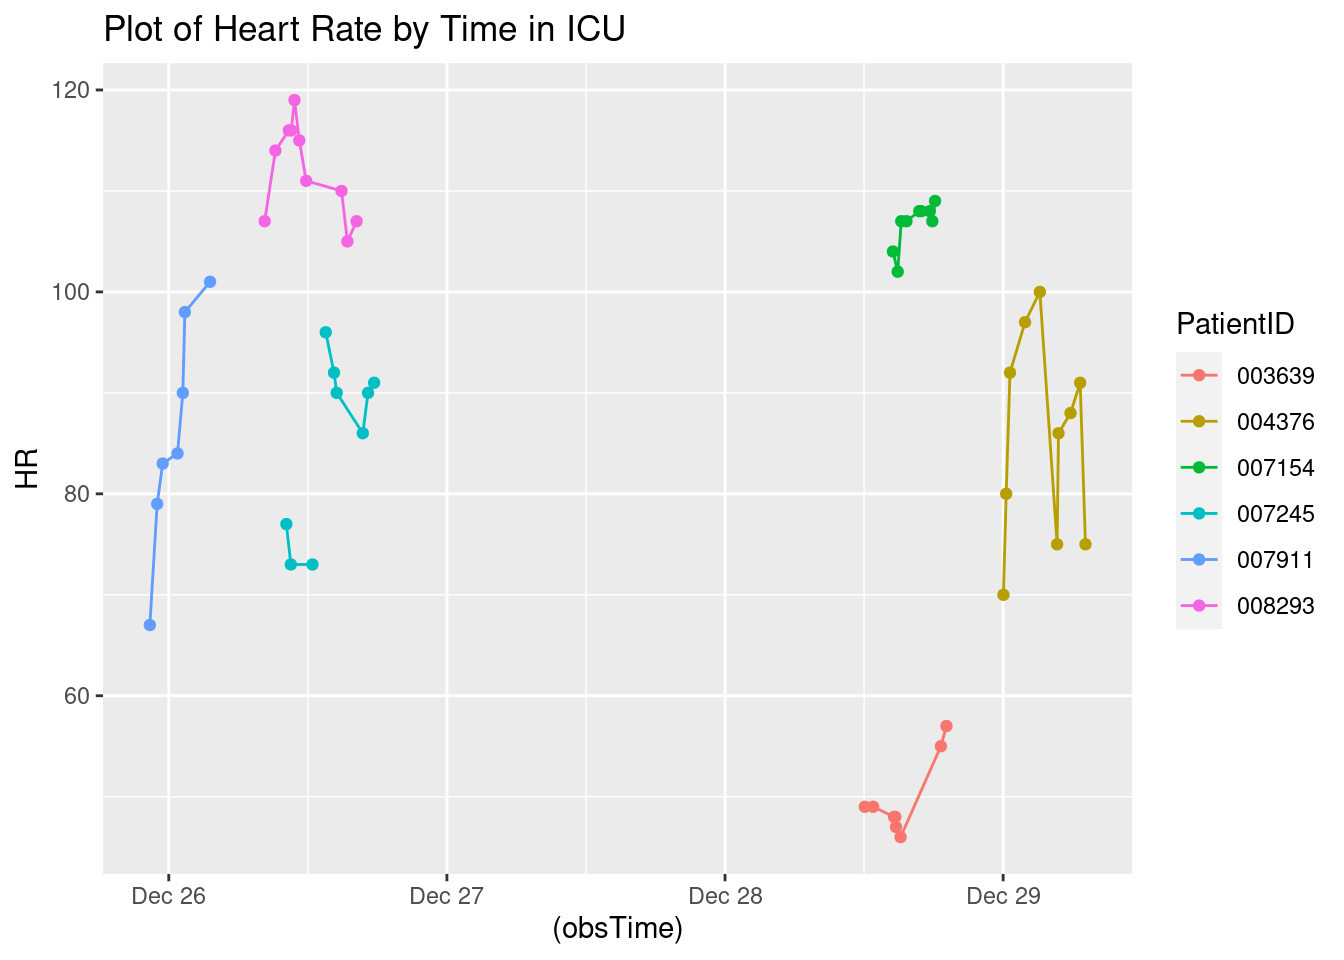 Plot of Heart Rate by Time in ICU
120
100
80
60
HR
Dec 26 Dec 27 Dec 28 Dec 29
(obsTime)
PatientID
003639
004376
007154
007245
007911
008293